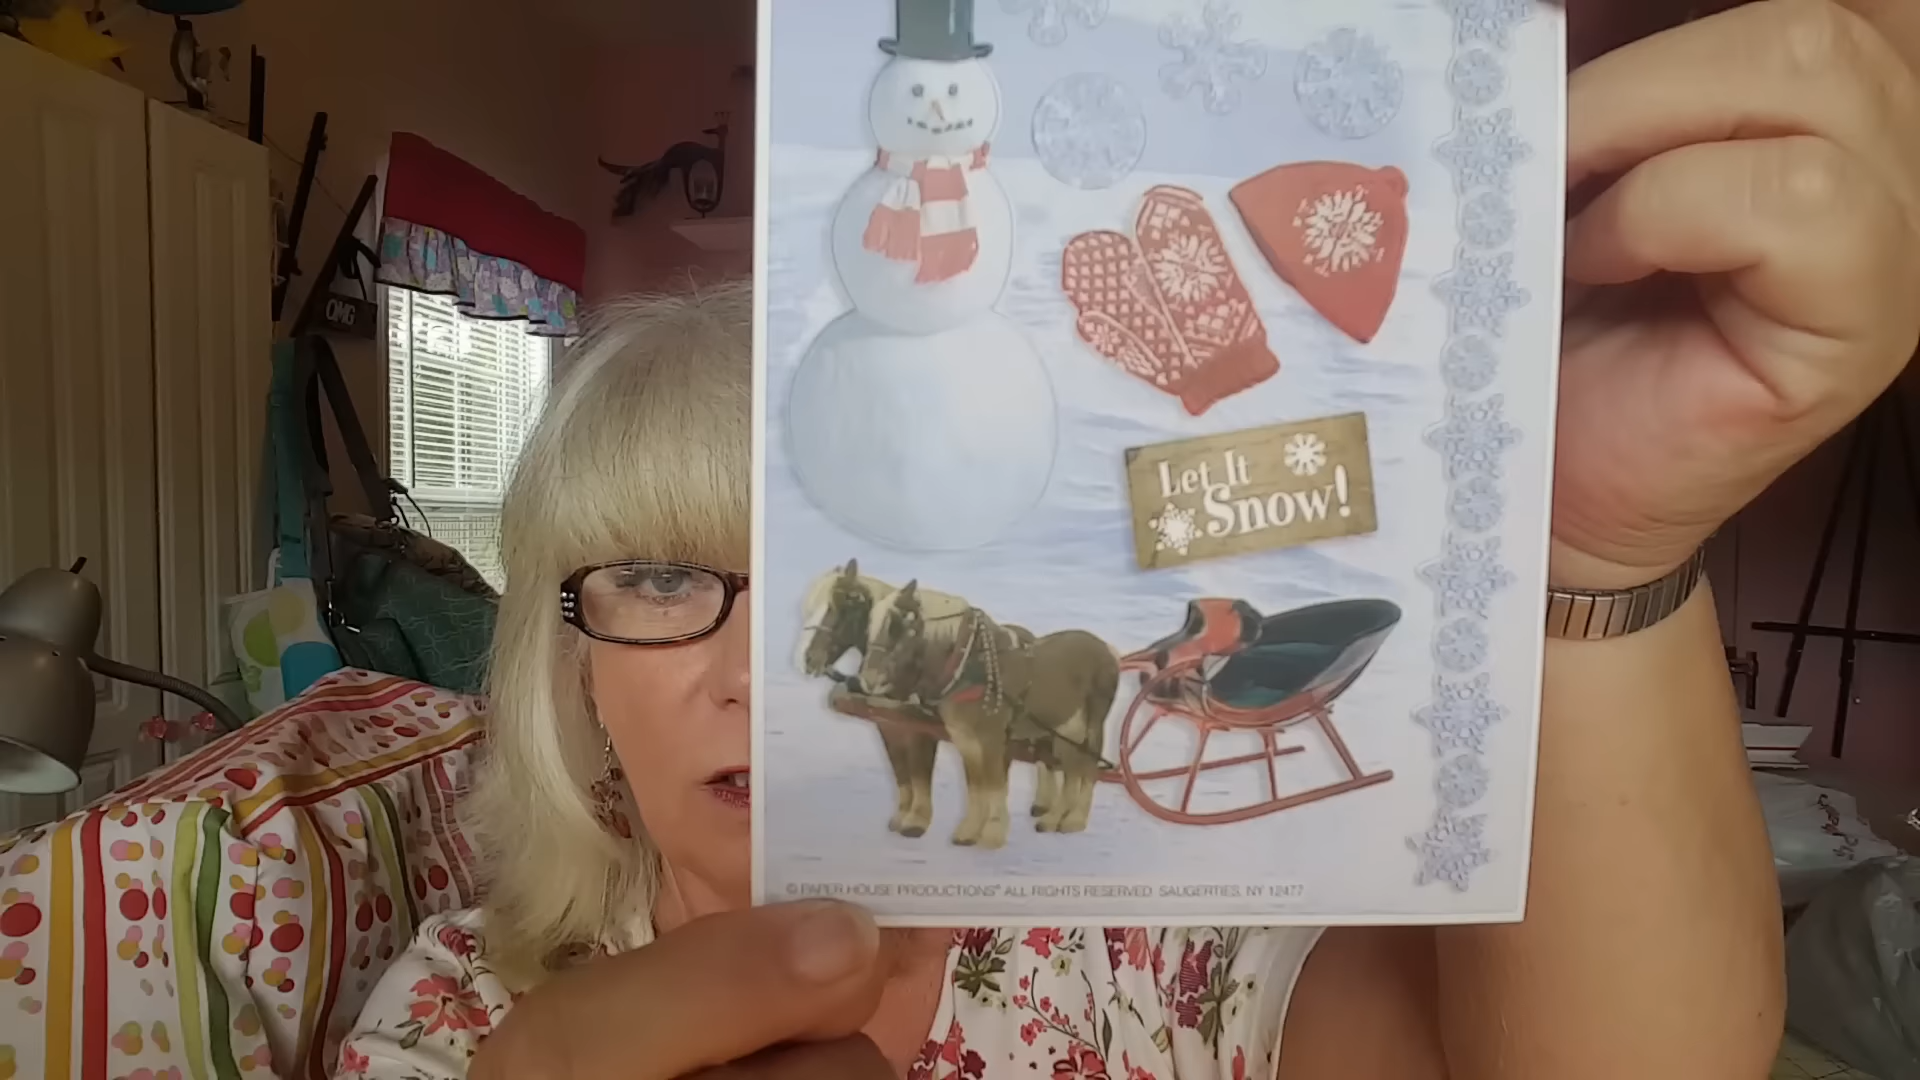 OMG
Let It
Snow!
© PAPER HOUSE PRODUCTIONS® ALL RIGHTS RESERVED SAUGERTIES, NY 12477